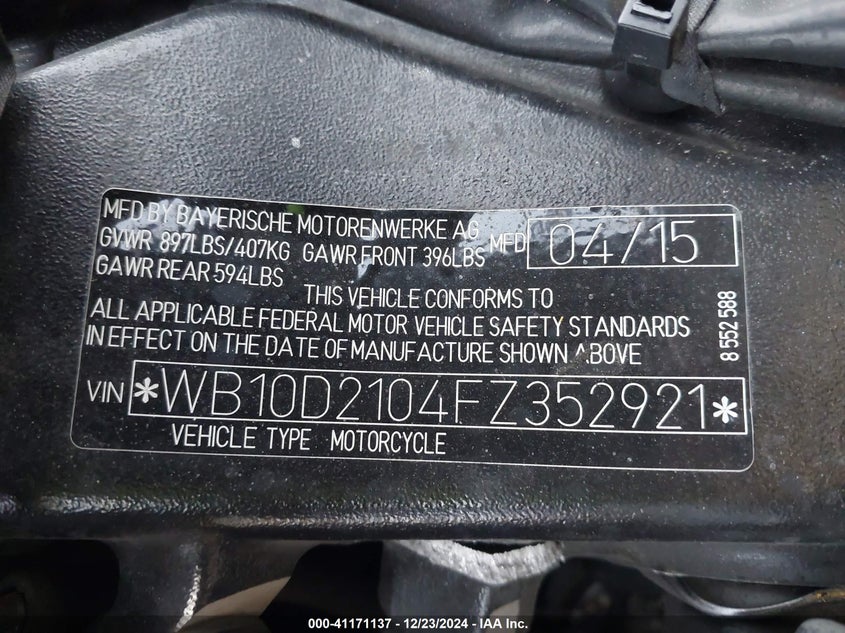 MFD BY BAYERISCHE MOTORENWERKE AG
GVWR 897LBS/407KG GAWR FRONT 396LBS MFD 04/15
GAWR REAR 594LBS
THIS VEHICLE CONFORMS TO
ALL APPLICABLE FEDERAL MOTOR VEHICLE SAFETY STANDARDS
IN EFFECT ON THE DATE OF MANUFACTURE SHOWN ^.BOVE
8 552 588
VIN *WB10D2104FZ352921*
VEHICLE TYPE MOTORCYCLE
000-41171137 - 12/23/2024 - IAA Inc.